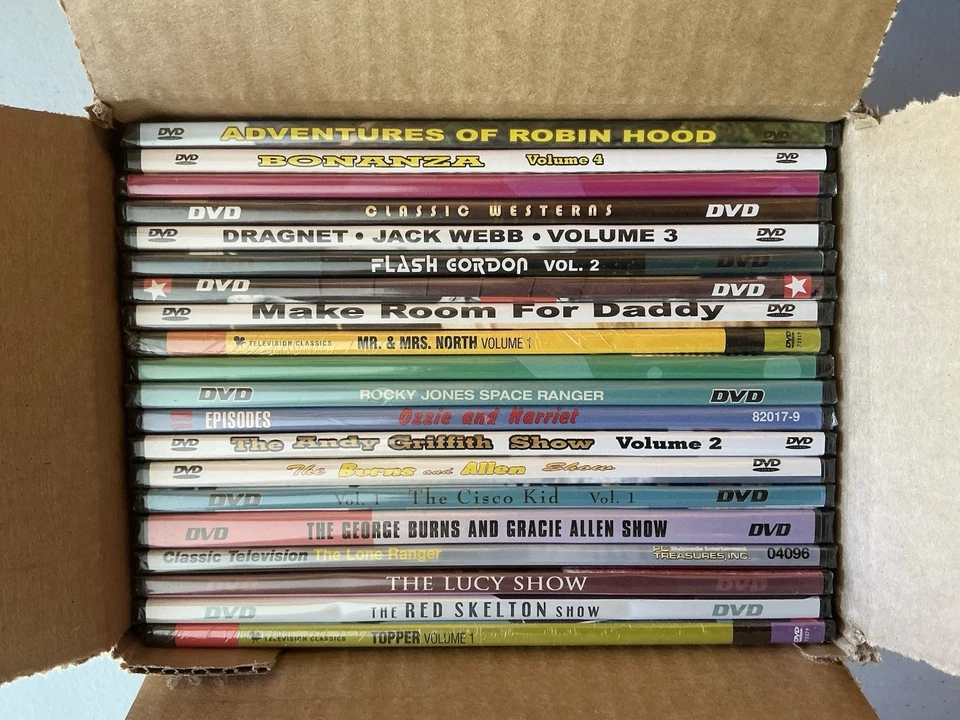 DVD ADVENTURES OF ROBIN HOOD DVD
DVD BONANZA Volume 4 DVD
DVD CLASSIC WESTERNS DVD
DVD DRAGNET • JACK WEBB • VOLUME 3 DVD
FLASH GORDON VOL. 2 DVD
DVD DVD
DVD Make Room For Daddy DVD
TELEVISION CLASSICS MR. & MRS. NORTH VOLUME 1 DVD
DVD ROCKY JONES SPACE RANGER DVD
EPISODES Ozzie and Harriet 82017-9
DVD The Andy Griffith Show Volume 2 DVD
DVD The Burns and Allen Show DVD
DVD Vol. 1 The Cisco Kid Vol. 1 DVD
DVD THE GEORGE BURNS AND GRACIE ALLEN SHOW DVD
Classic Television The Lone Ranger PC TREASURES, INC. 04096
THE LUCY SHOW DVD
DVD THE RED SKELTON SHOW DVD
TELEVISION CLASSICS TOPPER VOLUME 1 DVD